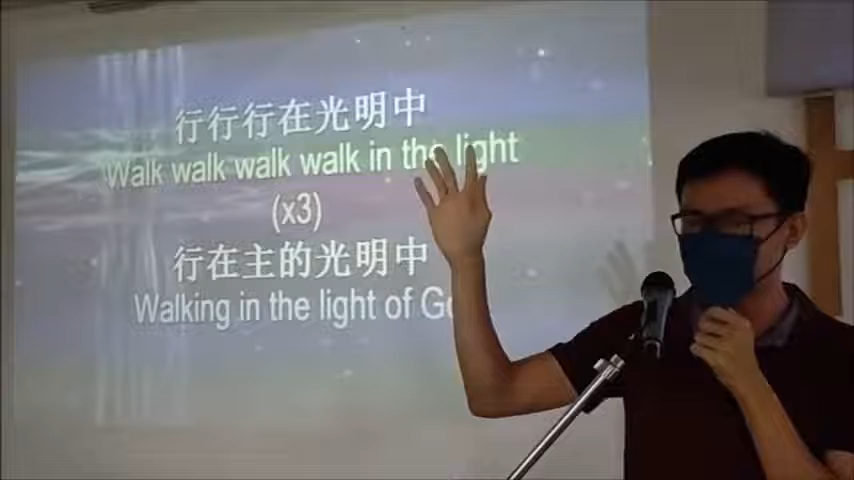 行行行在光明中
Walk walk walk walk in the light
(x3)
行在主的光明中
Walking in the light of